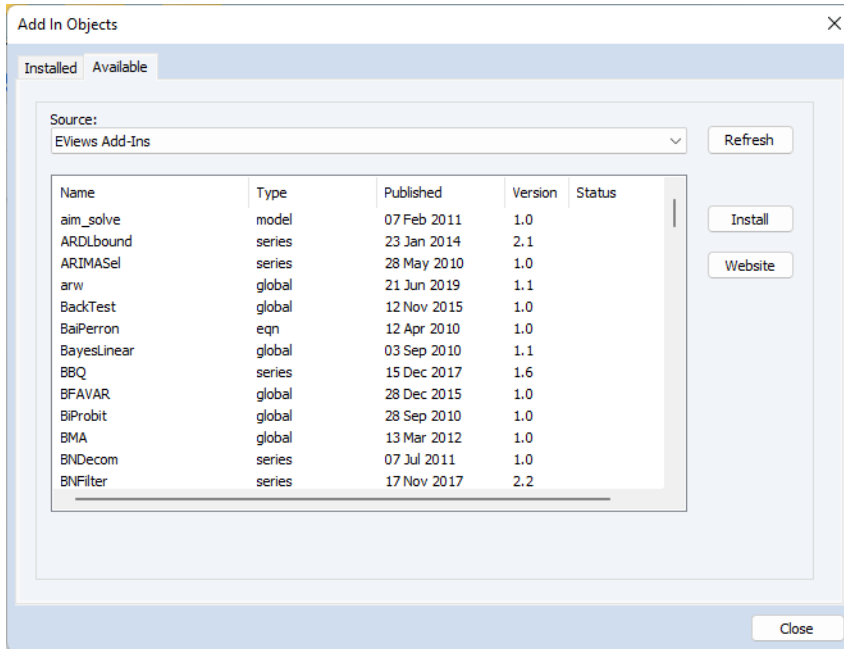 Add In Objects
Installed Available
Source:
EViews Add-Ins
Refresh
Name Type Published Version Status
aim_solve model 07 Feb 2011 1.0
Install
ARDLbound series 23 Jan 2014 2.1
ARIMASel series 28 May 2010 1.0
Website
arw global 21 Jun 2019 1.1
BackTest global 12 Nov 2015 1.0
BaiPerron eqn 12 Apr 2010 1.0
BayesLinear global 03 Sep 2010 1.1
BBQ series 15 Dec 2017 1.6
BFAVAR global 28 Dec 2015 1.0
BiProbit global 28 Sep 2010 1.0
BMA global 13 Mar 2012 1.0
BNDecom series 07 Jul 2011 1.0
BNFilter series 17 Nov 2017 2.2
Close